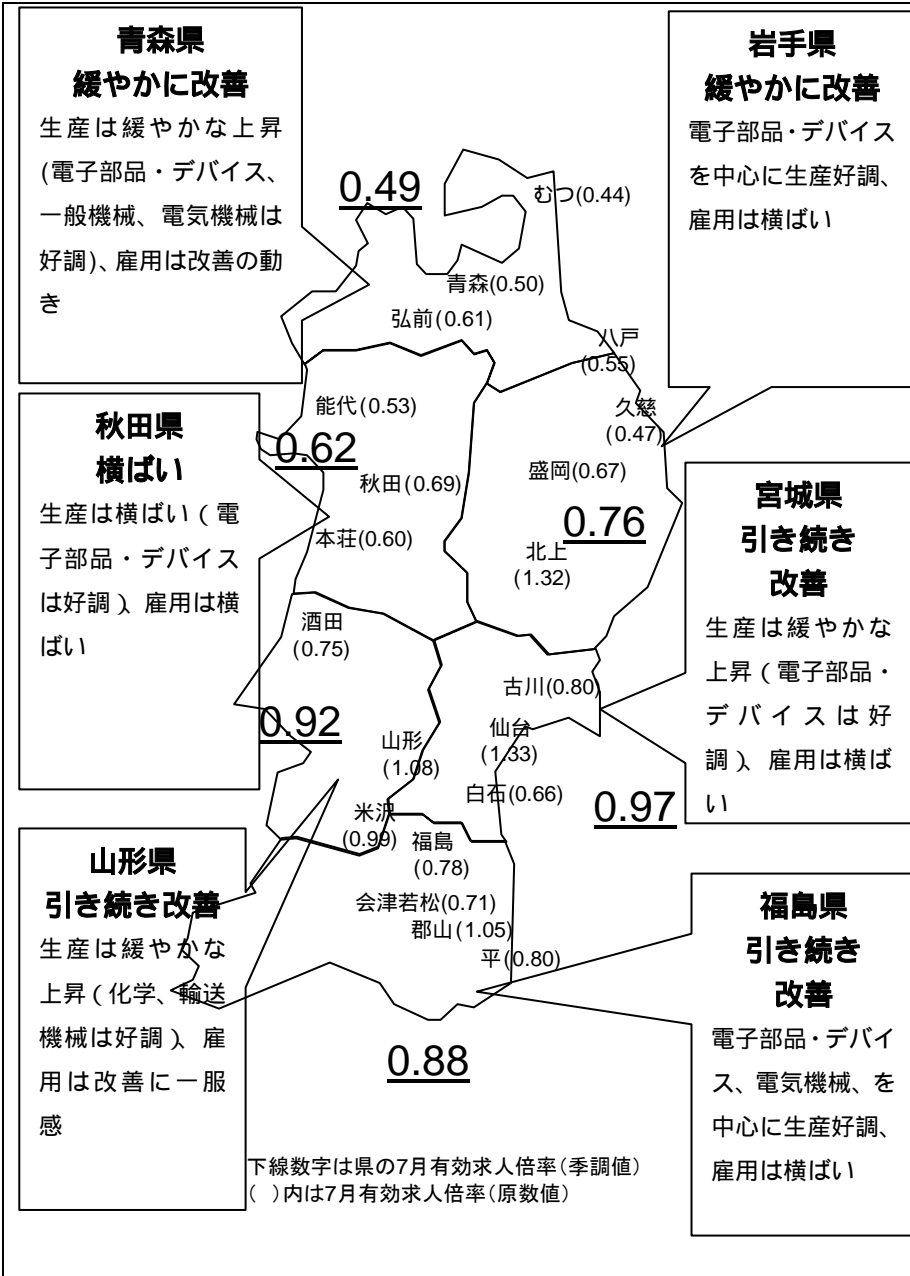 青森県
緩やかに改善
生産は緩やかな上昇
(電子部品・デバイス、
一般機械、電気機械は
好調)、雇用は改善の動
き
岩手県
緩やかに改善
電子部品・デバイス
を中心に生産好調、
雇用は横ばい
0.49
むつ(0.44)
青森(0.50)
弘前(0.61)
八戸
(0.55)
秋田県
横ばい
生産は横ばい(電
子部品・デバイス
は好調)、雇用は横
ばい
能代(0.53)
0.62
秋田(0.69)
本荘(0.60)
久慈
(0.47)
盛岡(0.67)
0.76
北上
(1.32)
宮城県
引き続き
改善
生産は緩やかな
上昇(電子部品・
デバイスは好
調)、雇用は横ば
い
酒田
(0.75)
0.92
山形
(1.08)
米沢
(0.99)
古川(0.80)
仙台
(1.33)
白石(0.66)
0.97
山形県
引き続き改善
生産は緩やかな
上昇(化学、輸送
機械は好調)、雇
用は改善に一服
感
福島
(0.78)
会津若松(0.71)
郡山(1.05)
平(0.80)
0.88
福島県
引き続き
改善
電子部品・デバイ
ス、電気機械、を
中心に生産好調、
雇用は横ばい
下線数字は県の7月有効求人倍率(季調値)
( )内は7月有効求人倍率(原数値)